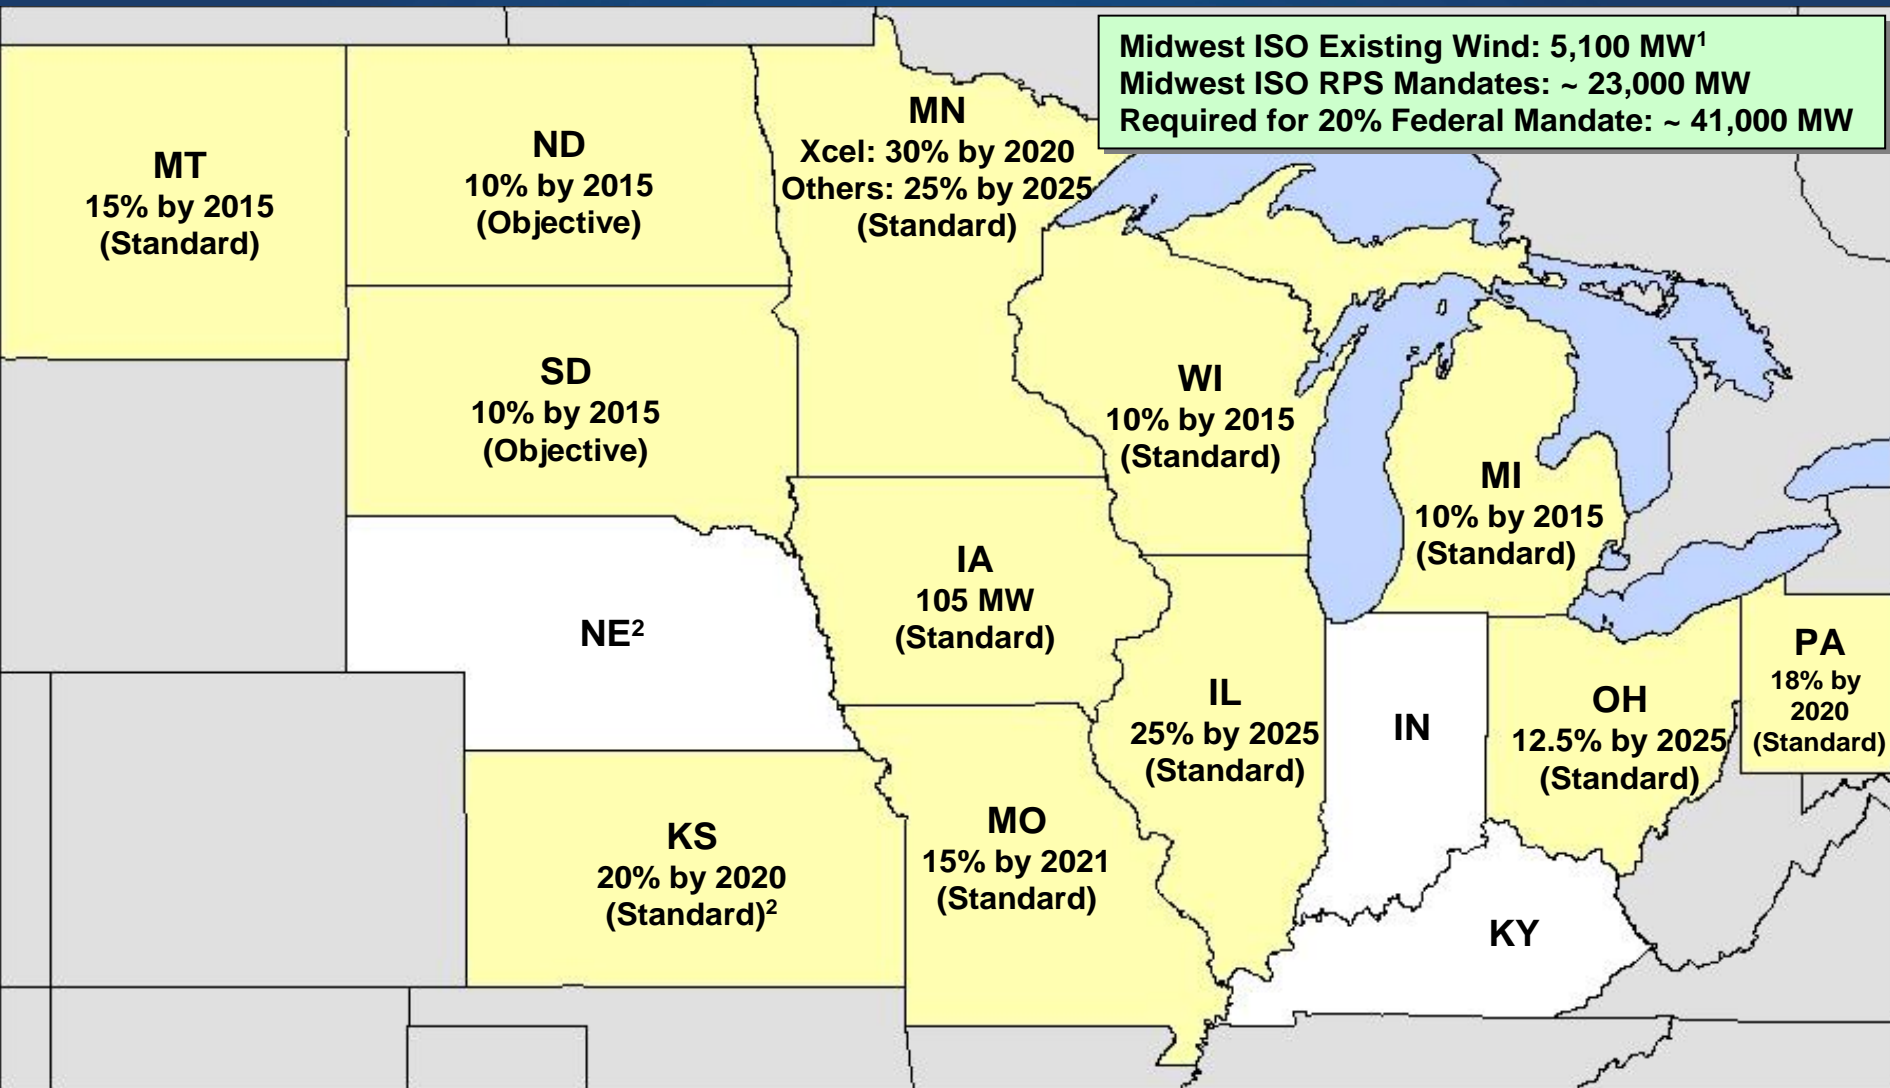 Midwest ISO Existing Wind: 5,100 MW¹
Midwest ISO RPS Mandates: ~ 23,000 MW
Required for 20% Federal Mandate: ~ 41,000 MW
MT
15% by 2015
(Standard)
ND
10% by 2015
(Objective)
MN
Xcel: 30% by 2020
Others: 25% by 2025
(Standard)
SD
10% by 2015
(Objective)
WI
10% by 2015
(Standard)
MI
10% by 2015
(Standard)
NE²
IA
105 MW
(Standard)
IL
25% by 2025
(Standard)
IN
OH
12.5% by 2025
(Standard)
PA
18% by
2020
(Standard)
KS
20% by 2020
(Standard)²
MO
15% by 2021
(Standard)
KY